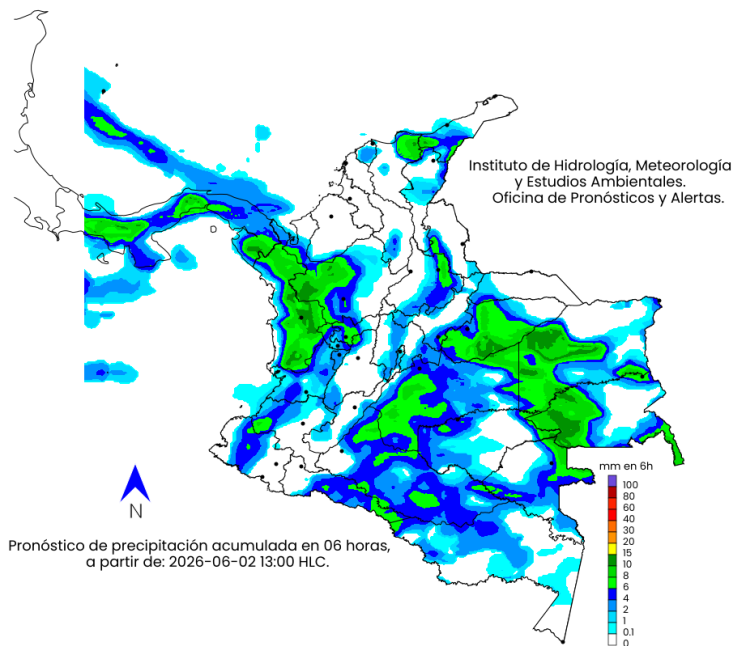 Instituto de Hidrología, Meteorología
y Estudios Ambientales.
Oficina de Pronósticos y Alertas.
mm en 6h
100
80
60
40
30
20
15
10
8
6
4
2
1
0.1
0
N
Pronóstico de precipitación acumulada en 06 horas,
a partir de: 2026-06-02 13:00 HLC.